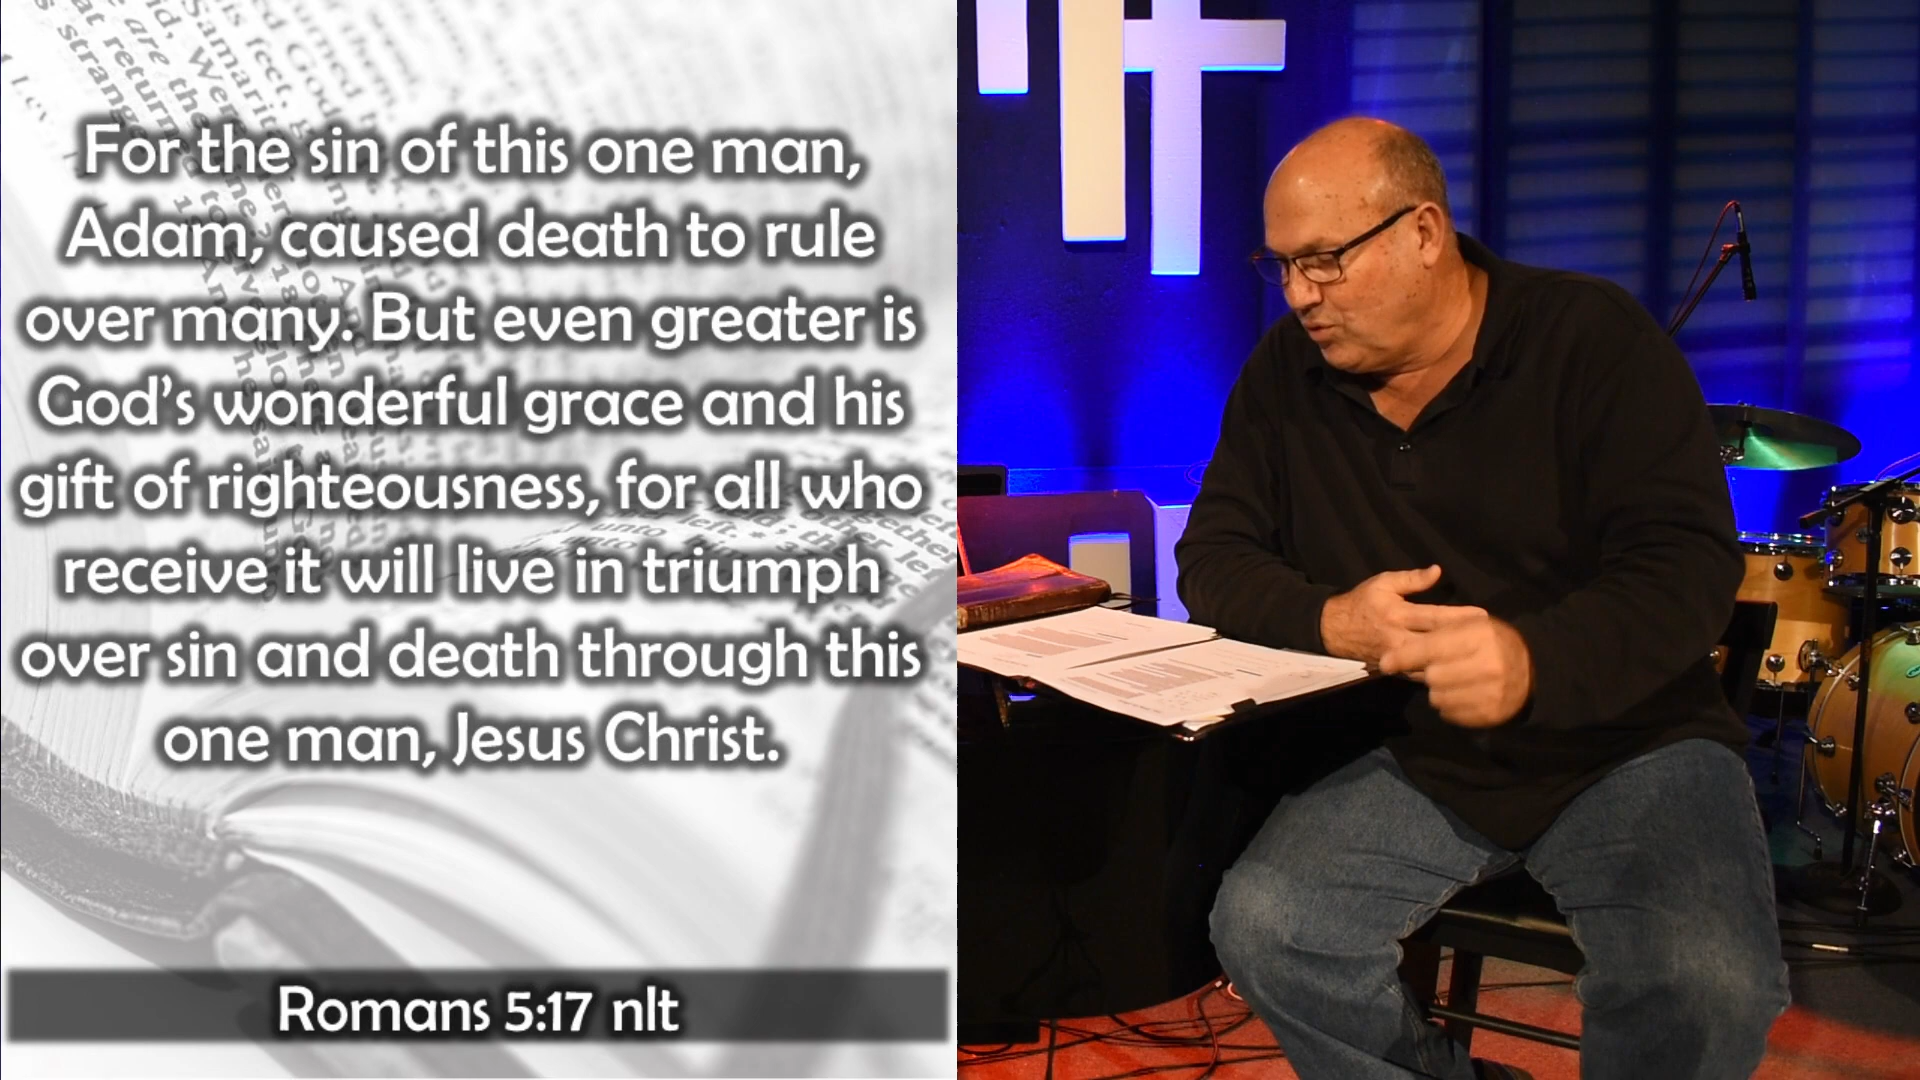 For the sin of this one man,
Adam, caused death to rule
over many. But even greater is
God’s wonderful grace and his
gift of righteousness, for all who
receive it will live in triumph
over sin and death through this
one man, Jesus Christ.
Romans 5:17 nlt